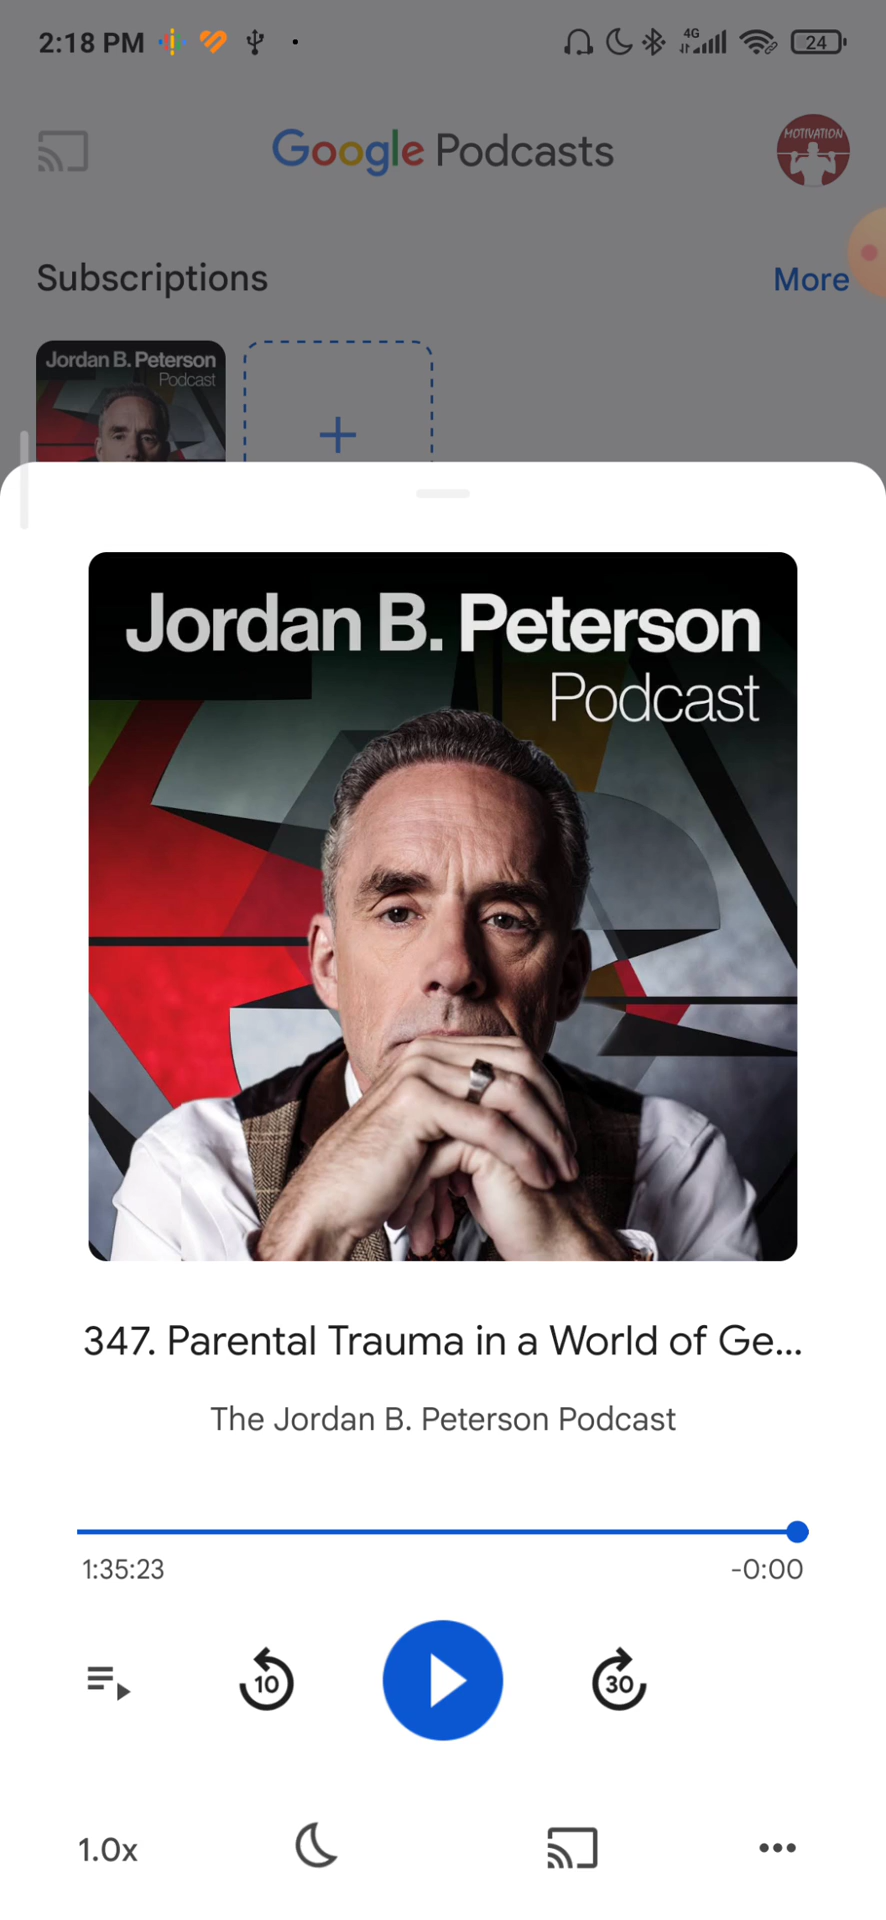 2:18 PM
4G
24
Google Podcasts
MOTIVATION
Subscriptions
More
Jordan B. Peterson
Podcast
Jordan B. Peterson
Podcast
347. Parental Trauma in a World of Ge...
The Jordan B. Peterson Podcast
1:35:23
-0:00
10
30
1.0x